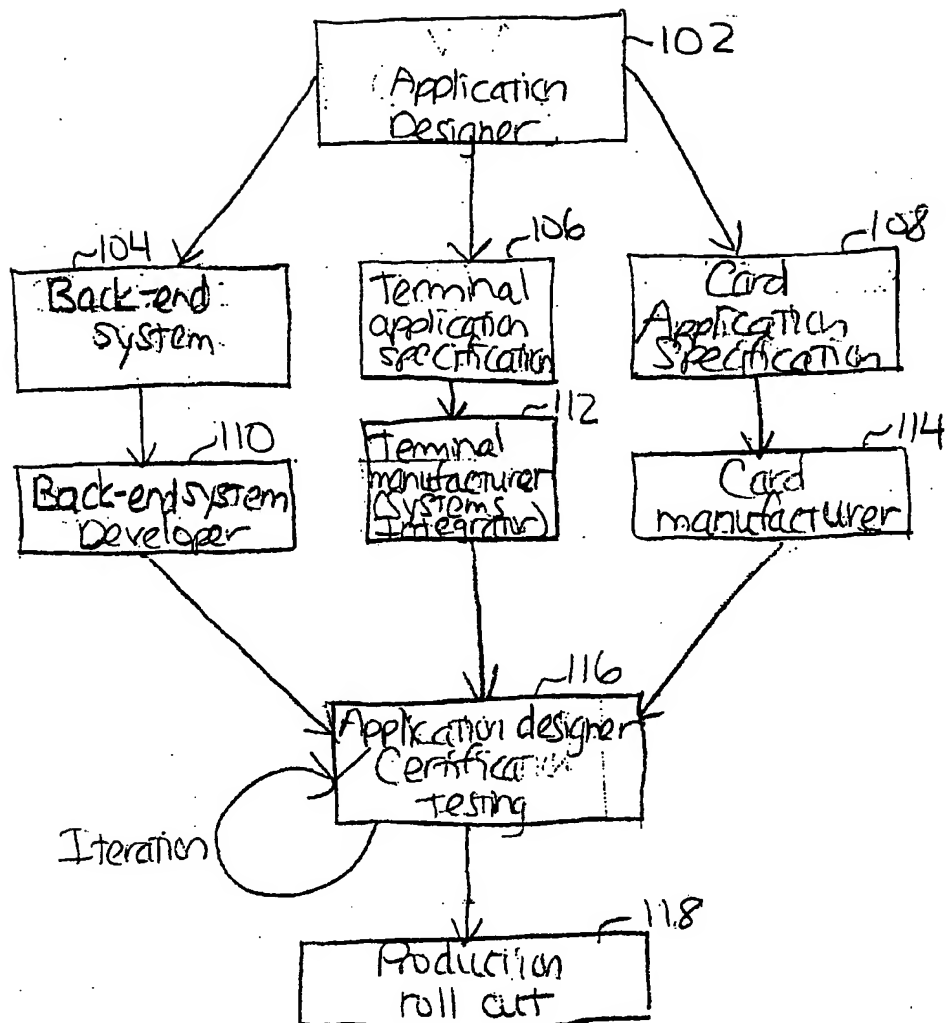 102
Application
Designer
104
Back-end
system
106
Terminal
application
specification
108
Card
Application
Specification
110
Back-end system
Developer
112
Terminal
manufacturer
(systems
Integrator)
114
Card
manufacturer
116
Application designer
Certification
testing
Iteration
118
Production
roll out